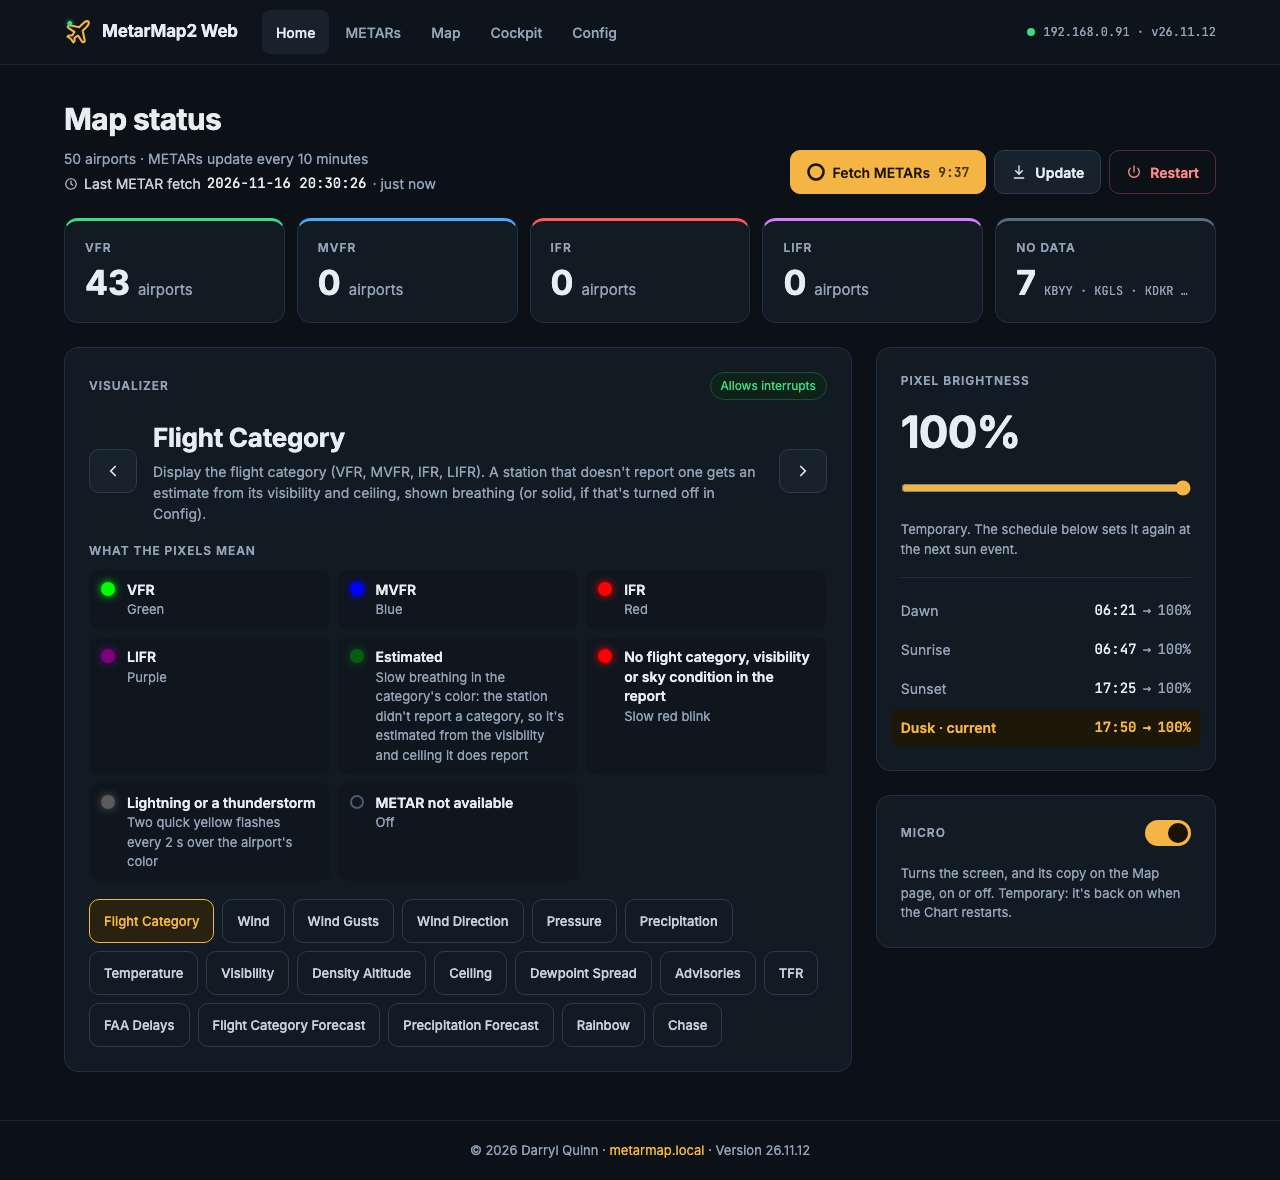 MetarMap2 Web
Home
METARs
Map
Cockpit
Config
192.168.0.91 · v26.11.12
Map status
50 airports · METARs update every 10 minutes
Last METAR fetch 2026-11-16 20:30:26 · just now
Fetch METARs 9:37
Update
Restart
VFR
43 airports
MVFR
0 airports
IFR
0 airports
LIFR
0 airports
NO DATA
7 KBYY · KGLS · KDKR …
VISUALIZER
Allows interrupts
Flight Category
Display the flight category (VFR, MVFR, IFR, LIFR). A station that doesn't report one gets an
estimate from its visibility and ceiling, shown breathing (or solid, if that's turned off in
Config).
WHAT THE PIXELS MEAN
VFR
Green
MVFR
Blue
IFR
Red
LIFR
Purple
Estimated
Slow breathing in the
category's color: the station
didn't report a category, so it's
estimated from the visibility
and ceiling it does report
No flight category, visibility
or sky condition in the
report
Slow red blink
Lightning or a thunderstorm
Two quick yellow flashes
every 2 s over the airport's
color
METAR not available
Off
Flight Category
Wind
Wind Gusts
Wind Direction
Pressure
Precipitation
Temperature
Visibility
Density Altitude
Ceiling
Dewpoint Spread
Advisories
TFR
FAA Delays
Flight Category Forecast
Precipitation Forecast
Rainbow
Chase
PIXEL BRIGHTNESS
100%
Temporary. The schedule below sets it again at
the next sun event.
Dawn 06:21 → 100%
Sunrise 06:47 → 100%
Sunset 17:25 → 100%
Dusk · current 17:50 → 100%
MICRO
Turns the screen, and its copy on the Map
page, on or off. Temporary: it's back on when
the Chart restarts.
© 2026 Darryl Quinn · metarmap.local · Version 26.11.12